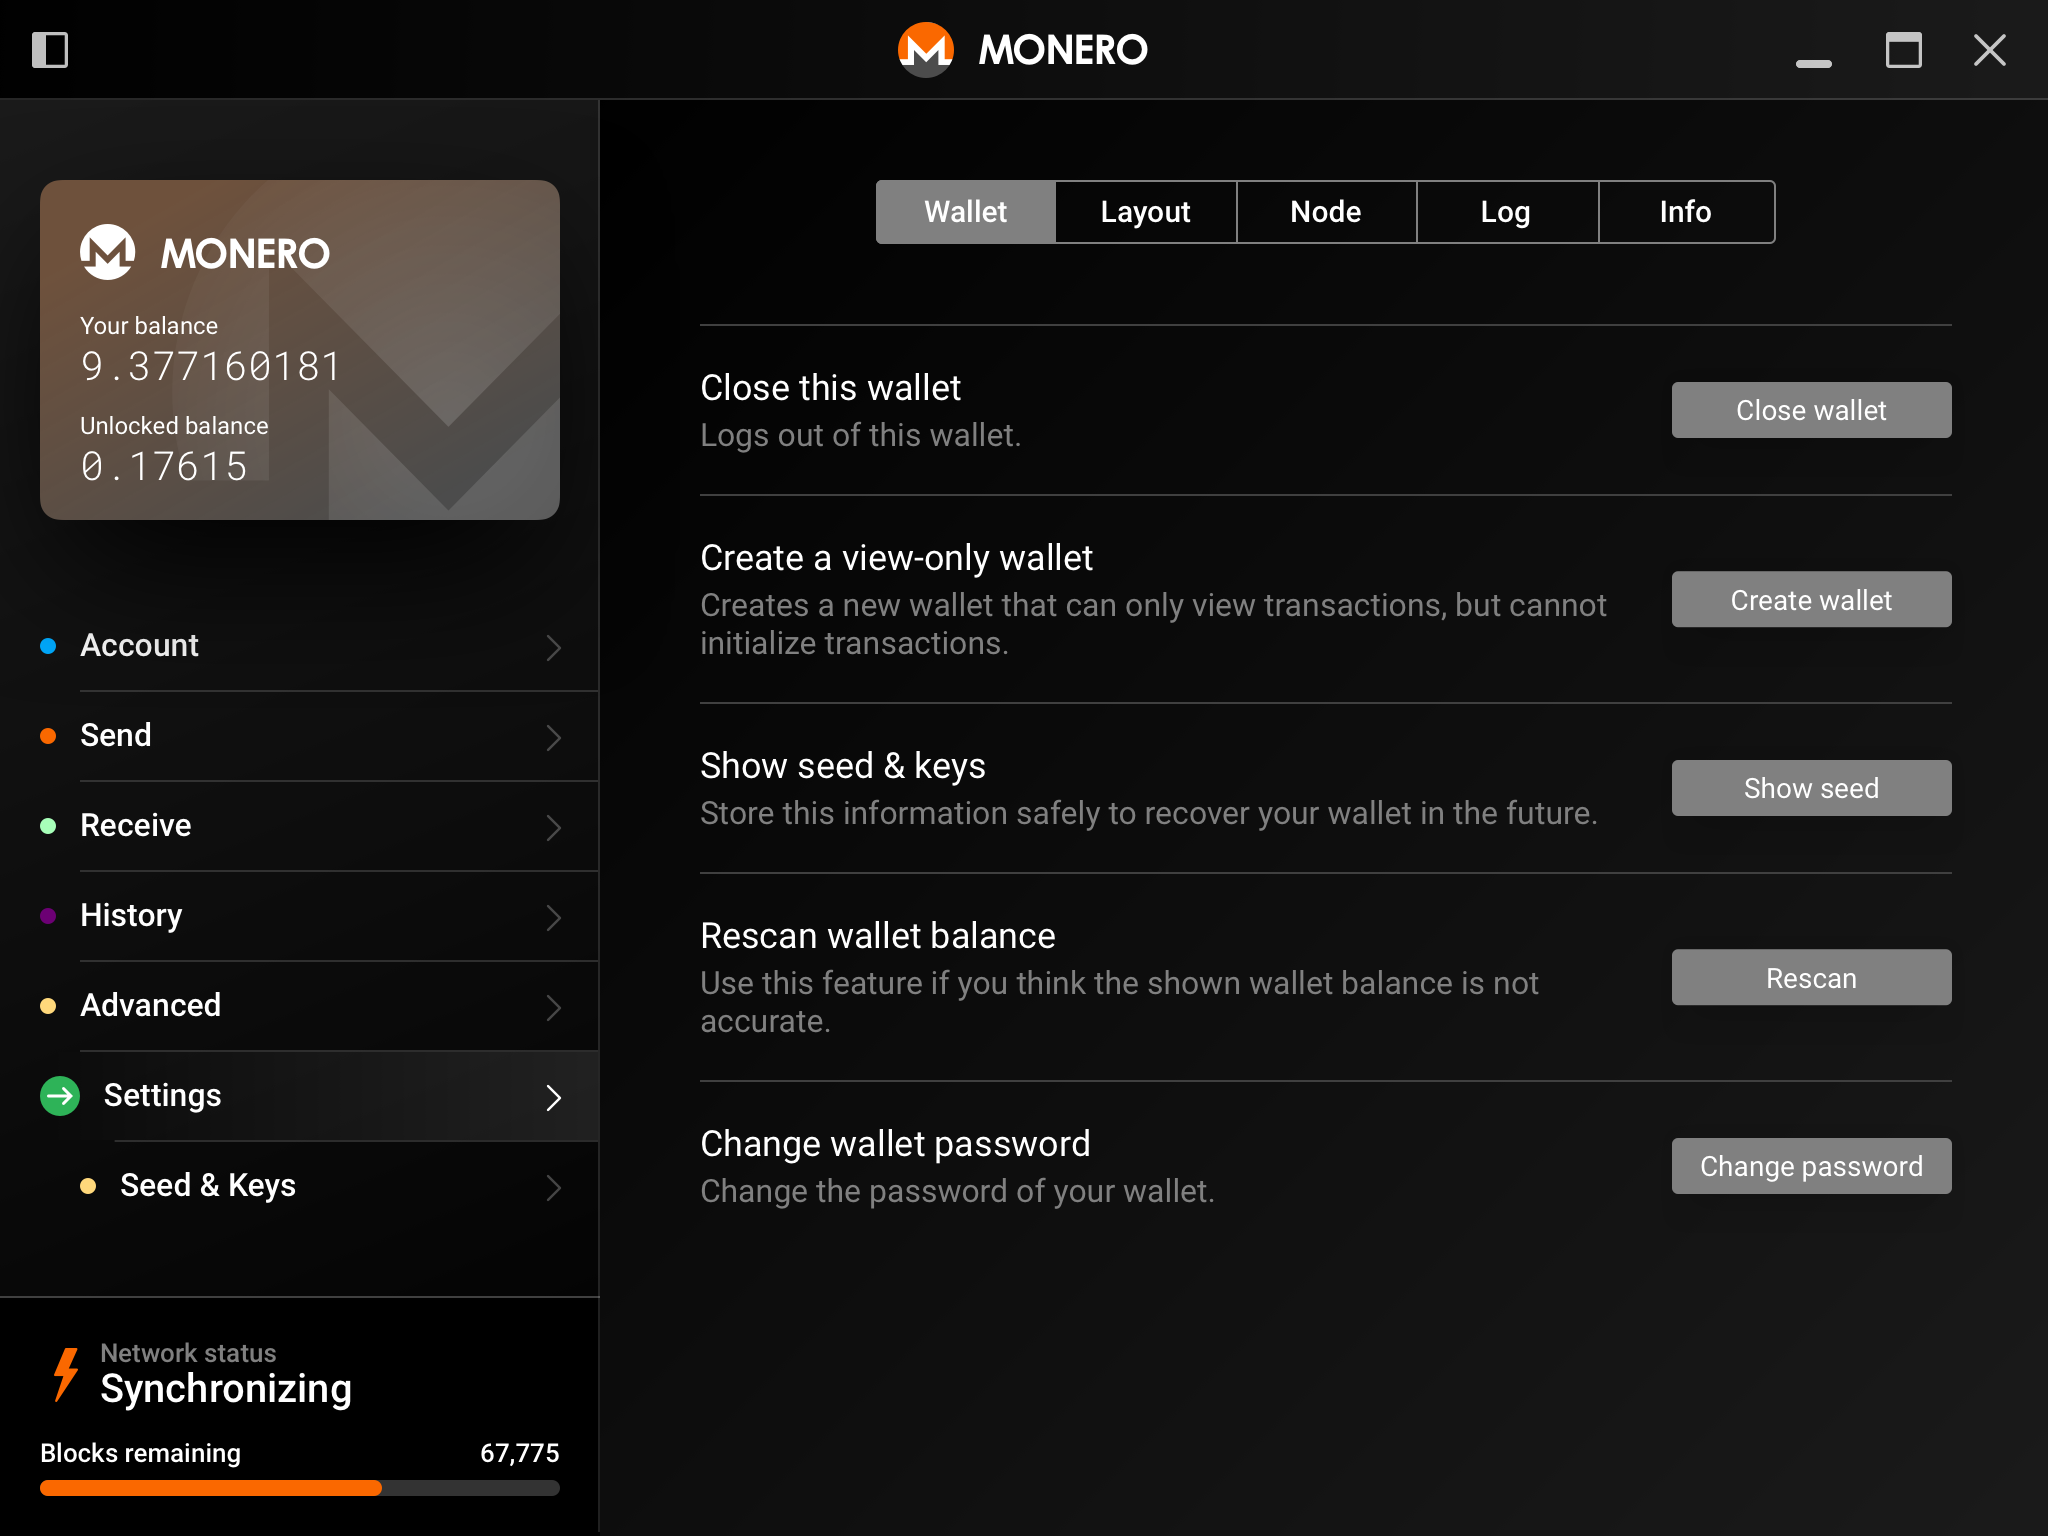 MONERO
MONERO
Your balance
9.377160181
Unlocked balance
0.17615
Account
Send
Receive
History
Advanced
Settings
Seed & Keys
Network status
Synchronizing
Blocks remaining 67,775
Wallet Layout Node Log Info
Close this wallet
Logs out of this wallet.
Close wallet
Create a view-only wallet
Creates a new wallet that can only view transactions, but cannot
initialize transactions.
Create wallet
Show seed & keys
Store this information safely to recover your wallet in the future.
Show seed
Rescan wallet balance
Use this feature if you think the shown wallet balance is not
accurate.
Rescan
Change wallet password
Change the password of your wallet.
Change password